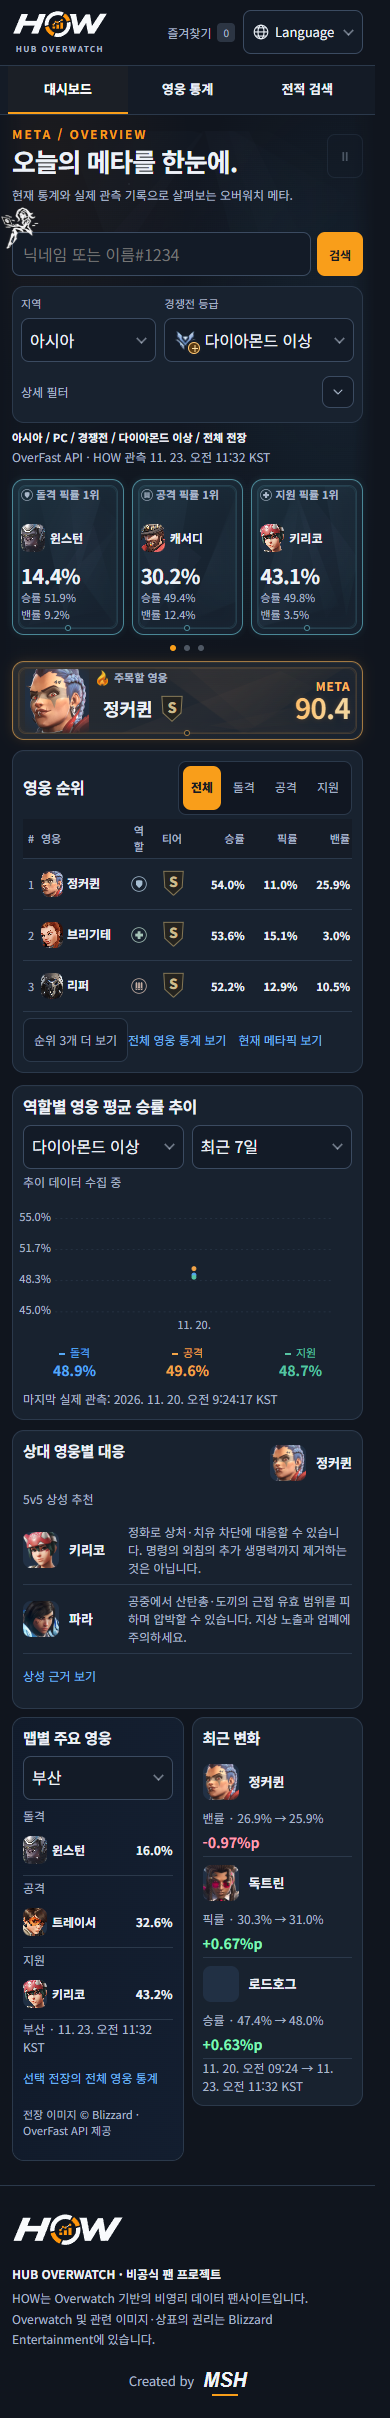 HOW
HUB OVERWATCH
즐겨찾기 0
Language
대시보드 영웅 통계 전적 검색
META / OVERVIEW
오늘의 메타를 한눈에.
현재 통계와 실제 관측 기록으로 살펴보는 오버워치 메타.
닉네임 또는 이름#1234 검색
지역 경쟁전 등급
아시아 다이아몬드 이상
상세 필터
아시아 / PC / 경쟁전 / 다이아몬드 이상 / 전체 전장
OverFast API · HOW 관측 11. 23. 오전 11:32 KST
돌격 픽률 1위 공격 픽률 1위 지원 픽률 1위
윈스턴 캐서디 키리코
14.4% 30.2% 43.1%
승률 51.9% 승률 49.4% 승률 49.8%
밴률 9.2% 밴률 12.4% 밴률 3.5%
주목할 영웅
정커퀸 S
META
90.4
영웅 순위
전체 돌격 공격 지원
# 영웅 역할 티어 승률 픽률 밴률
1 정커퀸 S 54.0% 11.0% 25.9%
2 브리기테 S 53.6% 15.1% 3.0%
3 리퍼 S 52.2% 12.9% 10.5%
순위 3개 더 보기 전체 영웅 통계 보기 현재 메타픽 보기
역할별 영웅 평균 승률 추이
다이아몬드 이상 최근 7일
추이 데이터 수집 중
55.0%
51.7%
48.3%
45.0%
11. 20.
돌격 공격 지원
48.9% 49.6% 48.7%
마지막 실제 관측: 2026. 11. 20. 오전 9:24:17 KST
상대 영웅별 대응
정커퀸
5v5 상성 추천
키리코
정화로 상처·치유 차단에 대응할 수 있습니
다. 명령의 외침의 추가 생명력까지 제거하는
것은 아닙니다.
파라
공중에서 산탄총·도끼의 근접 유효 범위를 피
하며 압박할 수 있습니다. 지상 노출과 엄폐에
주의하세요.
상성 근거 보기
맵별 주요 영웅
부산
돌격
윈스턴 16.0%
공격
트레이서 32.6%
지원
키리코 43.2%
부산 · 11. 23. 오전 11:32
KST
선택 전장의 전체 영웅 통계
전장 이미지 © Blizzard ·
OverFast API 제공
최근 변화
정커퀸
밴률 · 26.9% → 25.9%
-0.97%p
독트린
픽률 · 30.3% → 31.0%
+0.67%p
로드호그
승률 · 47.4% → 48.0%
+0.63%p
11. 20. 오전 09:24 → 11.
23. 오전 11:32 KST
HOW
HUB OVERWATCH · 비공식 팬 프로젝트
HOW는 Overwatch 기반의 비영리 데이터 팬사이트입니다.
Overwatch 및 관련 이미지·상표의 권리는 Blizzard
Entertainment에 있습니다.
Created by MSH